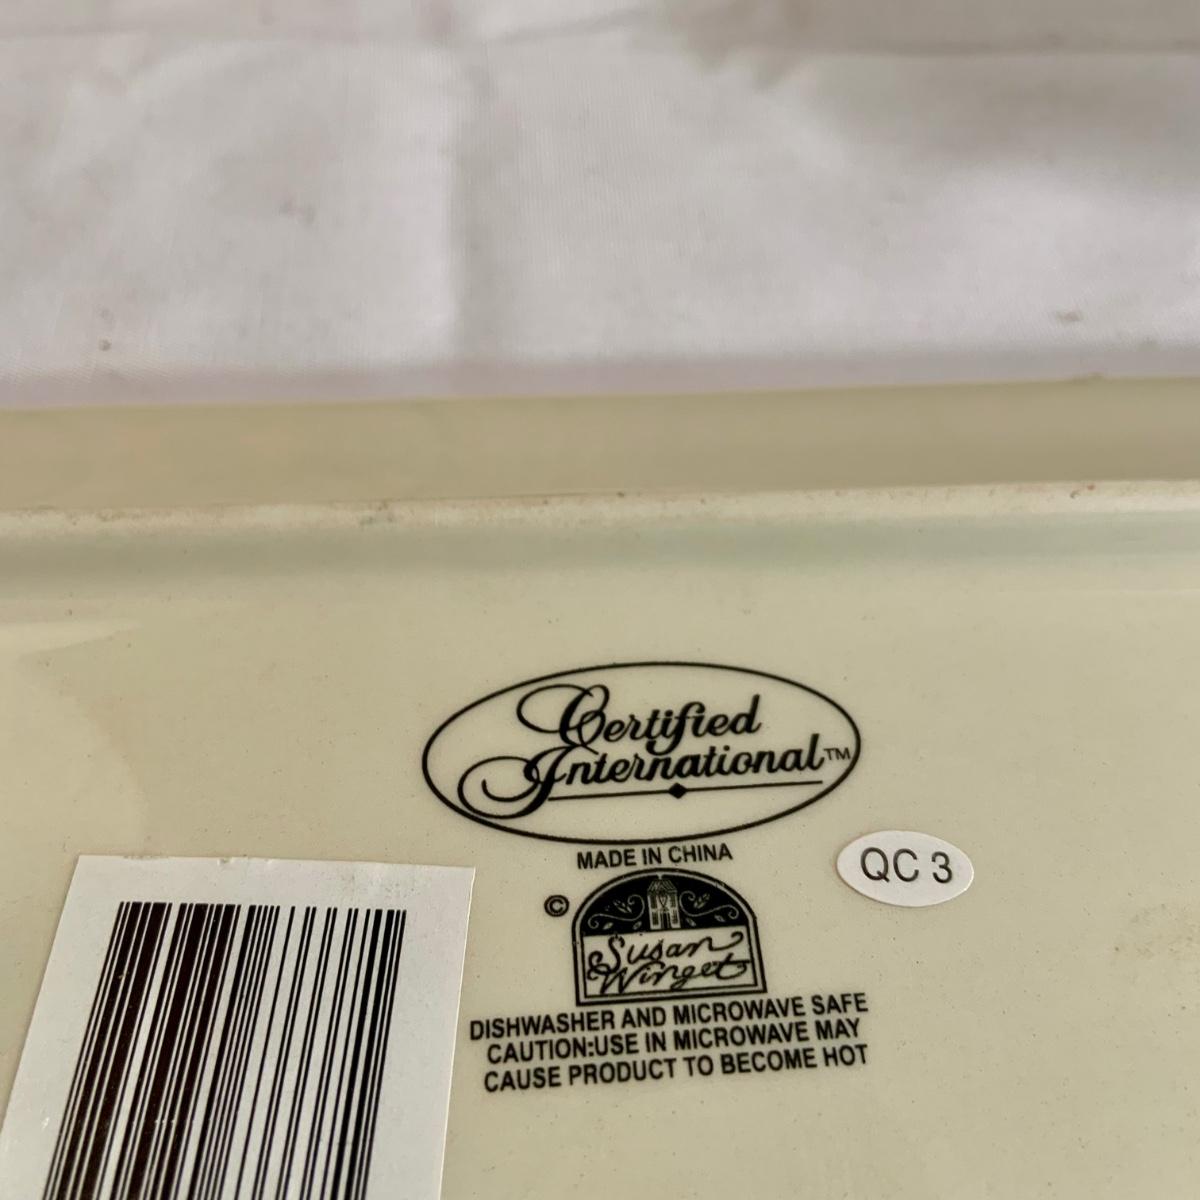 Certified
International™
MADE IN CHINA
QC 3
©
Susan
Winget
DISHWASHER AND MICROWAVE SAFE
CAUTION:USE IN MICROWAVE MAY
CAUSE PRODUCT TO BECOME HOT